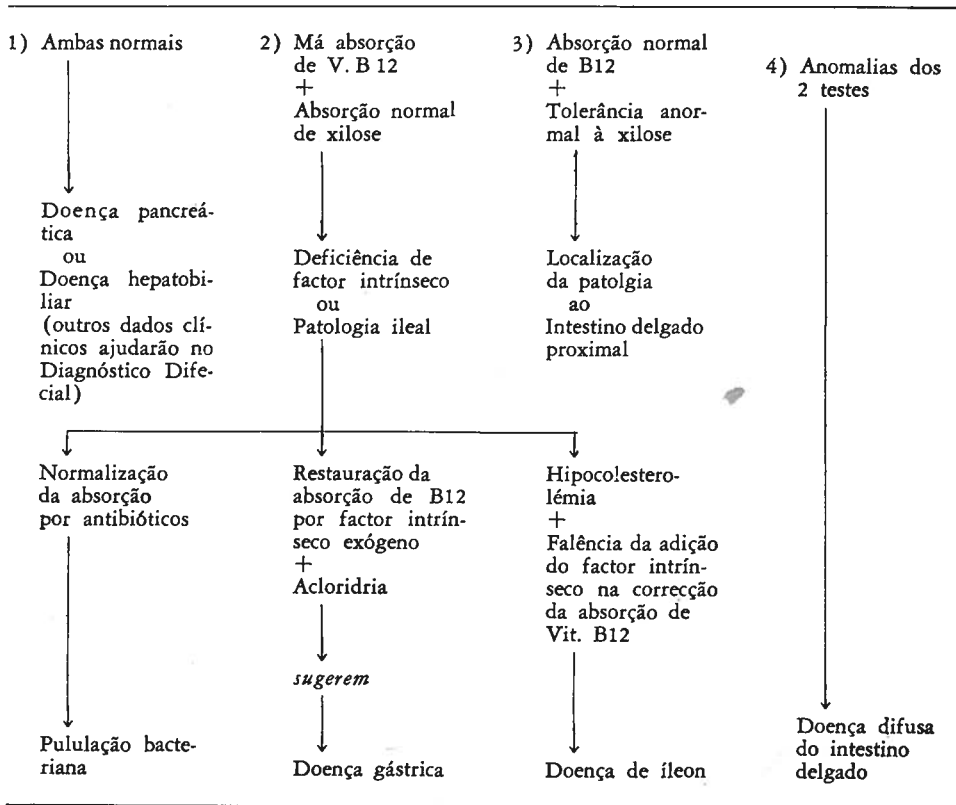 1) Ambas normais
2) Má absorção
de V. B 12
+
Absorção normal
de xilose
3) Absorção normal
de B12
+
Tolerância anor-
mal à xilose
4) Anomalias dos
2 testes
Doença pancreá-
tica
ou
Doença hepatobi-
liar
(outros dados clí-
nicos ajudarão no
Diagnóstico Dife-
cial)
Deficiência de
factor intrínseco
ou
Patologia ileal
Localização
da patolgia
ao
Intestino delgado
proximal
Normalização
da absorção
por antibióticos
Restauração da
absorção de B12
por factor intrín-
seco exógeno
+
Acloridria
Hipocolestero-
lémia
+
Falência da adição
do factor intrín-
seco na correcção
da absorção de
Vit. B12
sugerem
Pululação bacte-
riana
Doença gástrica
Doença de íleon
Doença difusa
do intestino
delgado